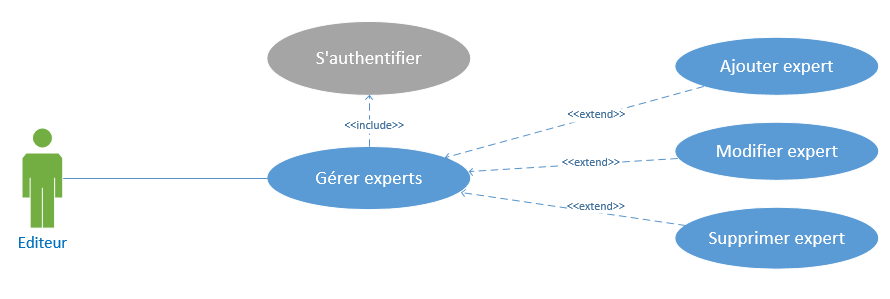 S'authentifier
Ajouter expert
<<extend>>
<<include>>
Modifier expert
<<extend>>
Gérer experts
<<extend>>
Supprimer expert
Editeur